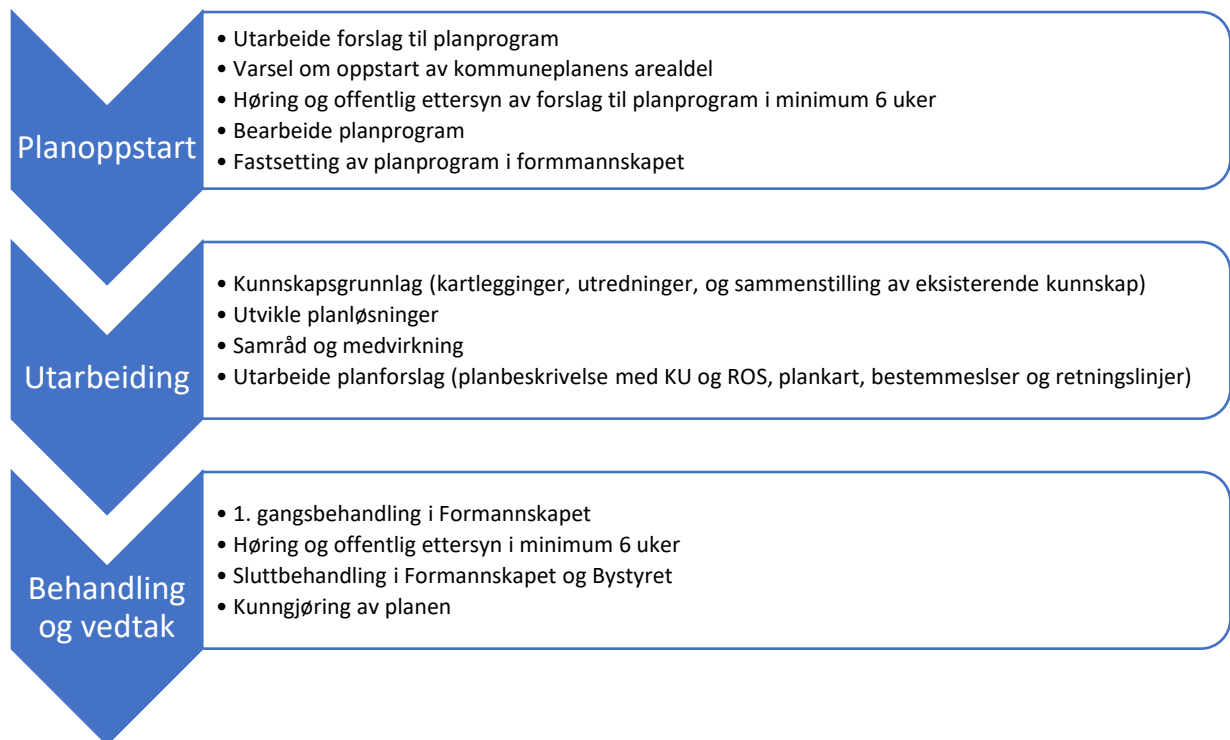 Planoppstart
• Utarbeide forslag til planprogram
• Varsel om oppstart av kommuneplanens arealdel
• Høring og offentlig ettersyn av forslag til planprogram i minimum 6 uker
• Bearbeide planprogram
• Fastsetting av planprogram i formmannskapet
Utarbeiding
• Kunnskapsgrunnlag (kartlegginger, utredninger, og sammenstilling av eksisterende kunnskap)
• Utvikle planløsninger
• Samråd og medvirkning
• Utarbeide planforslag (planbeskrivelse med KU og ROS, plankart, bestemmeslser og retningslinjer)
Behandling
og vedtak
• 1. gangsbehandling i Formannskapet
• Høring og offentlig ettersyn i minimum 6 uker
• Sluttbehandling i Formannskapet og Bystyret
• Kunngjøring av planen